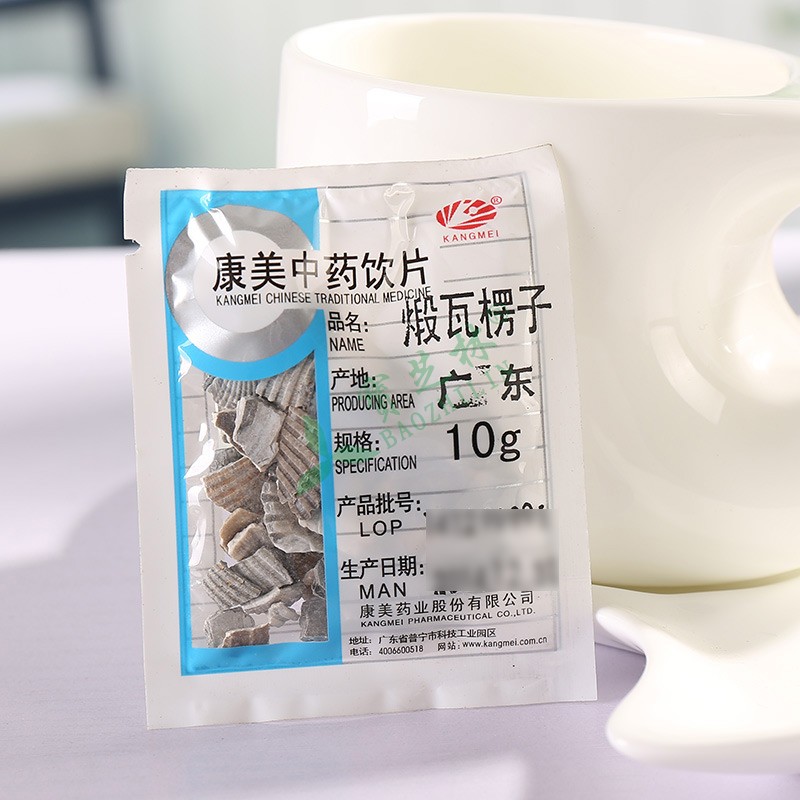 ®
KANGMEI
康美中药饮片
KANGMEI CHINESE TRADITIONAL MEDICINE
品名: 煅瓦楞子
NAME
产地: 广东
PRODUCING AREA
BAOZHILIN
规格: 10g
SPECIFICATION
产品批号:
LOP
生产日期:
MAN
康美药业股份有限公司
KANGMEI PHARMACEUTICAL CO.,LTD.
地址: 广东省普宁市科技工业园区
电话: 4006600518 网站: www.kangmei.com.cn